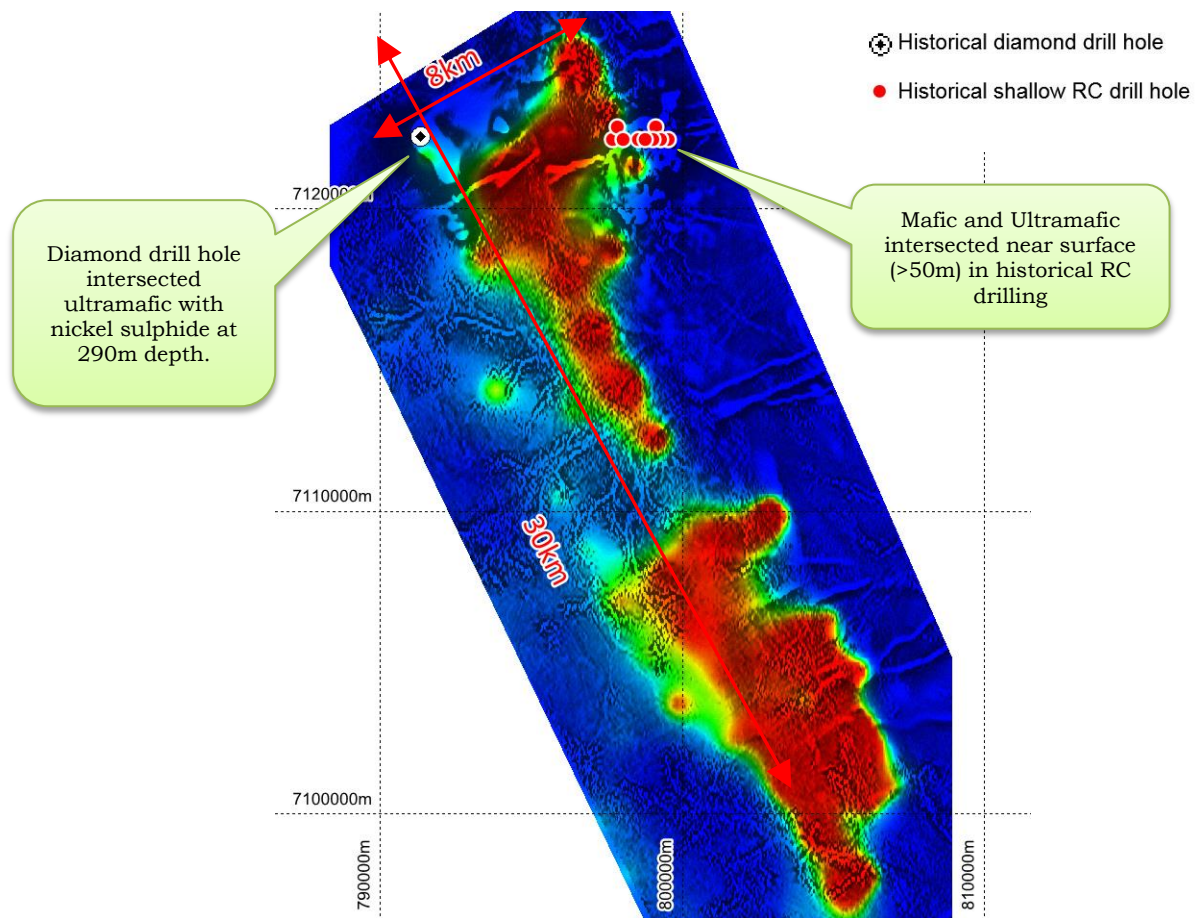 Historical diamond drill hole
Historical shallow RC drill hole
8km
7120000m
Diamond drill hole
intersected
ultramafic with
nickel sulphide at
290m depth.
Mafic and Ultramafic
intersected near surface
(>50m) in historical RC
drilling
7110000m
30km
7100000m
790000m
800000m
810000m